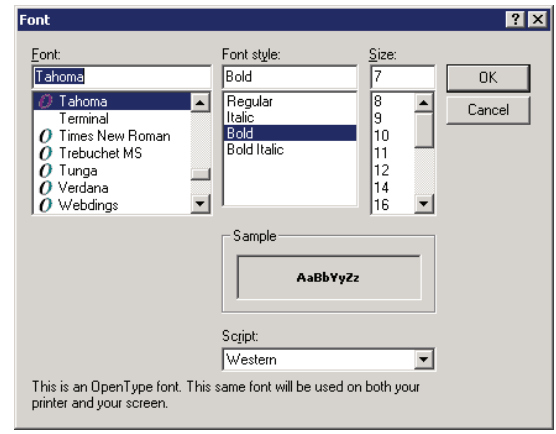 Font
Font:
Tahoma
Tahoma
Terminal
Times New Roman
Trebuchet MS
Tunga
Verdana
Webdings
Font style:
Bold
Regular
Italic
Bold
Bold Italic
Size:
7
8
9
10
11
12
14
16
OK
Cancel
Sample
AaBbYyZz
Script:
Western
This is an OpenType font. This same font will be used on both your
printer and your screen.